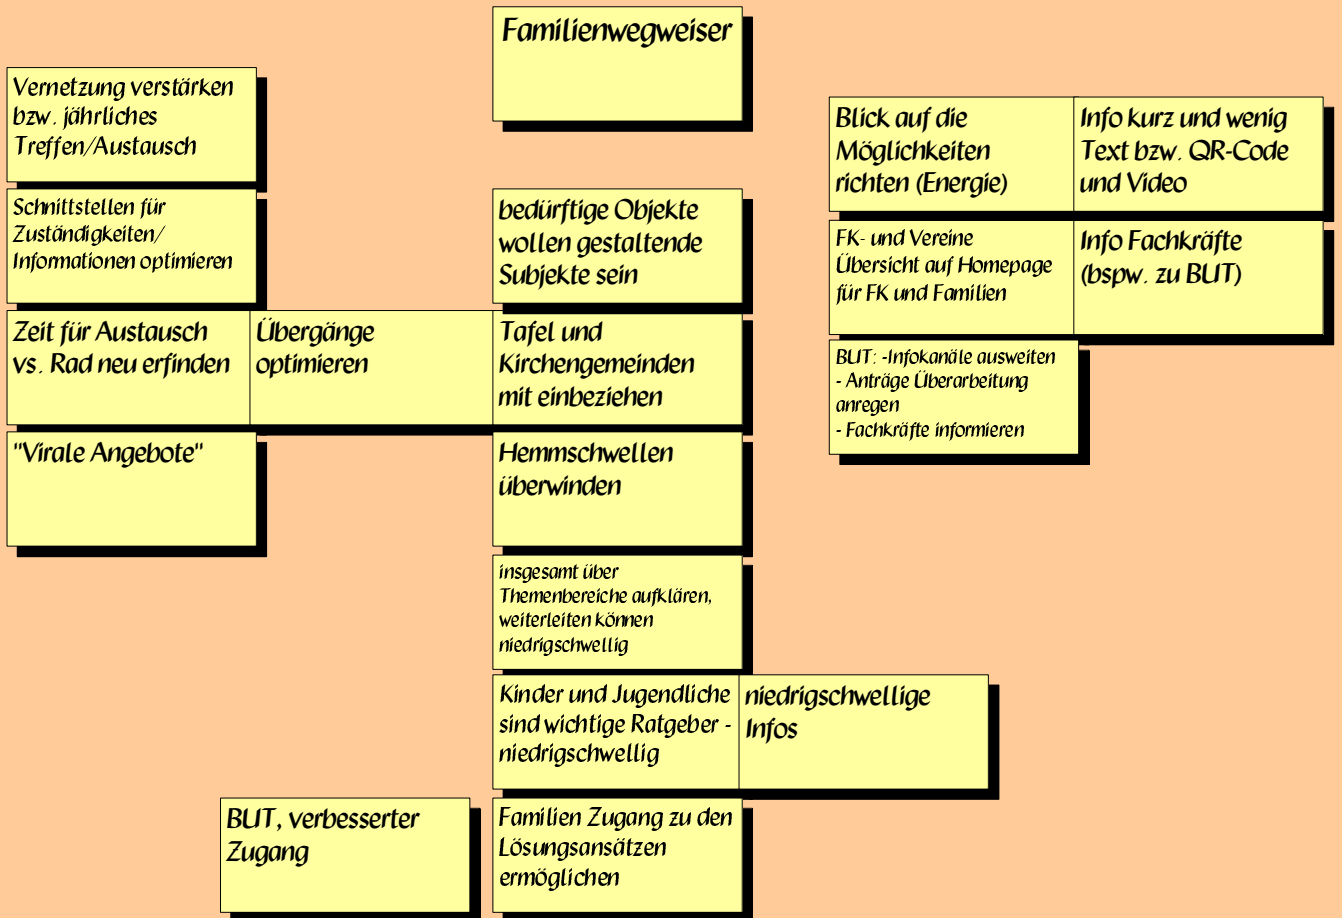 Familienwegweiser
Vernetzung verstärken
bzw. jährliches
Treffen/Austausch
Schnittstellen für
Zuständigkeiten/
Informationen optimieren
Zeit für Austausch
vs. Rad neu erfinden
Übergänge
optimieren
"Virale Angebote"
bedürftige Objekte
wollen gestaltende
Subjekte sein
Tafel und
Kirchengemeinden
mit einbeziehen
Hemmschwellen
überwinden
insgesamt über
Themenbereiche aufklären,
weiterleiten können
niedrigschwellig
Kinder und Jugendliche
sind wichtige Ratgeber -
niedrigschwellig
niedrigschwellige
Infos
BUT, verbesserter
Zugang
Familien Zugang zu den
Lösungsansätzen
ermöglichen
Blick auf die
Möglichkeiten
richten (Energie)
Info kurz und wenig
Text bzw. QR-Code
und Video
FK- und Vereine
Übersicht auf Homepage
für FK und Familien
Info Fachkräfte
(bspw. zu BUT)
BUT: -Infokanäle ausweiten
- Anträge Überarbeitung
anregen
- Fachkräfte informieren